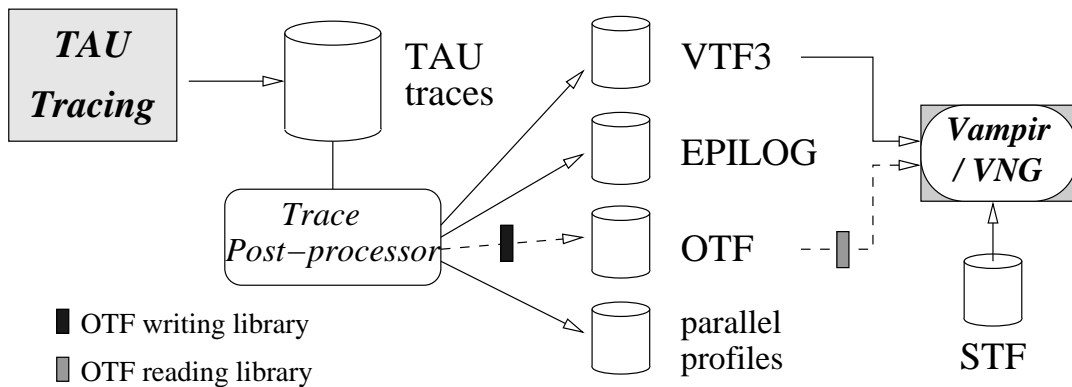 TAU
Tracing
TAU
traces
VTF3
EPILOG
OTF
parallel
profiles
Vampir
/ VNG
STF
Trace
Post−processor
OTF writing library
OTF reading library